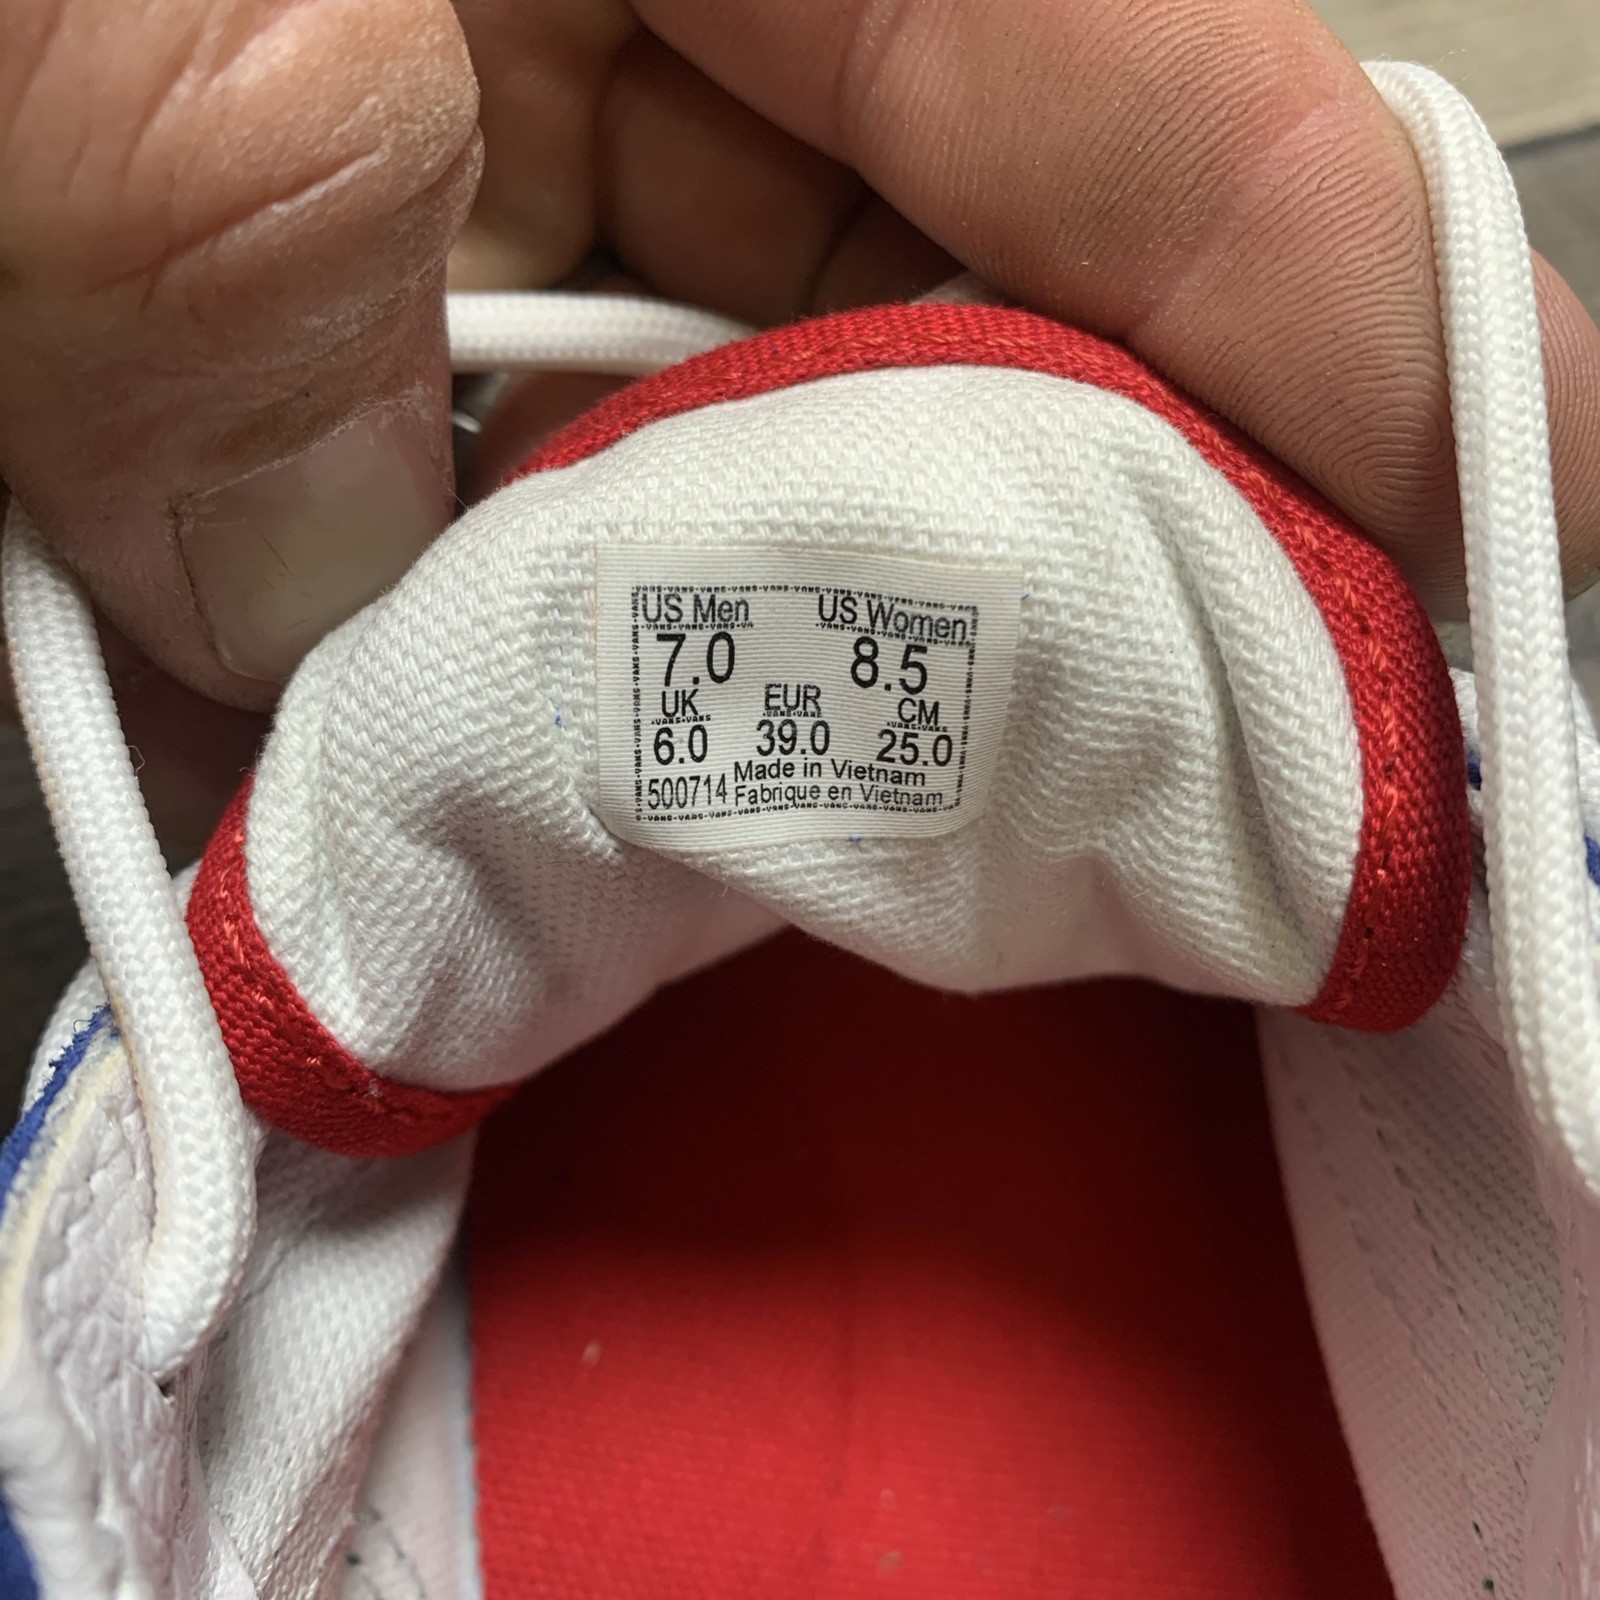 US Men US Women
7.0 8.5
UK EUR CM
6.0 39.0 25.0
500714 Made in Vietnam
Fabrique en Vietnam